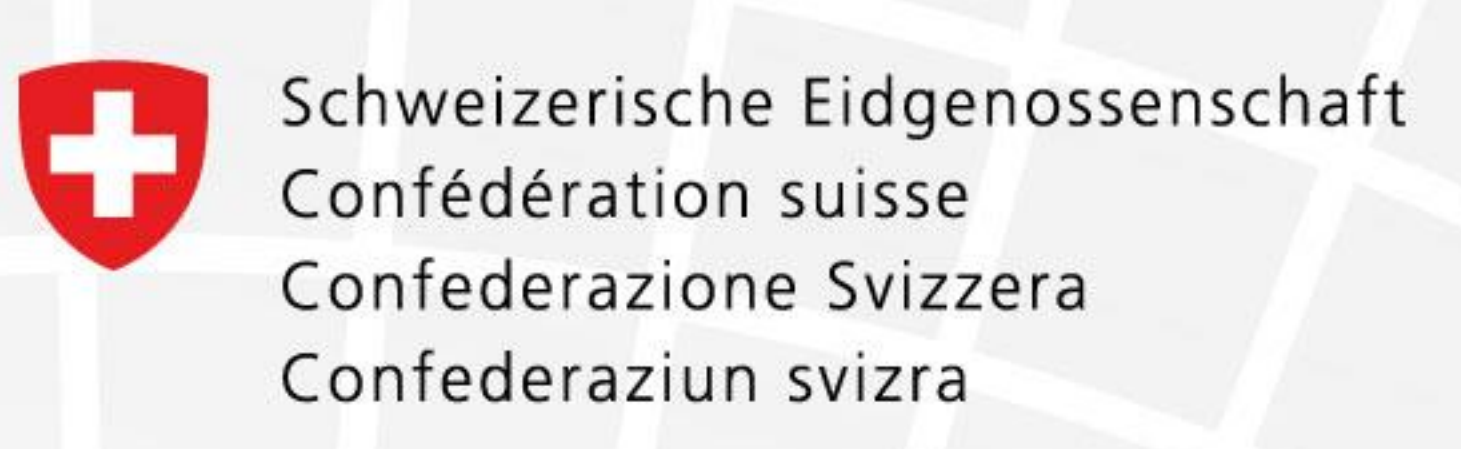 Schweizerische Eidgenossenschaft
Confédération suisse
Confederazione Svizzera
Confederaziun svizra